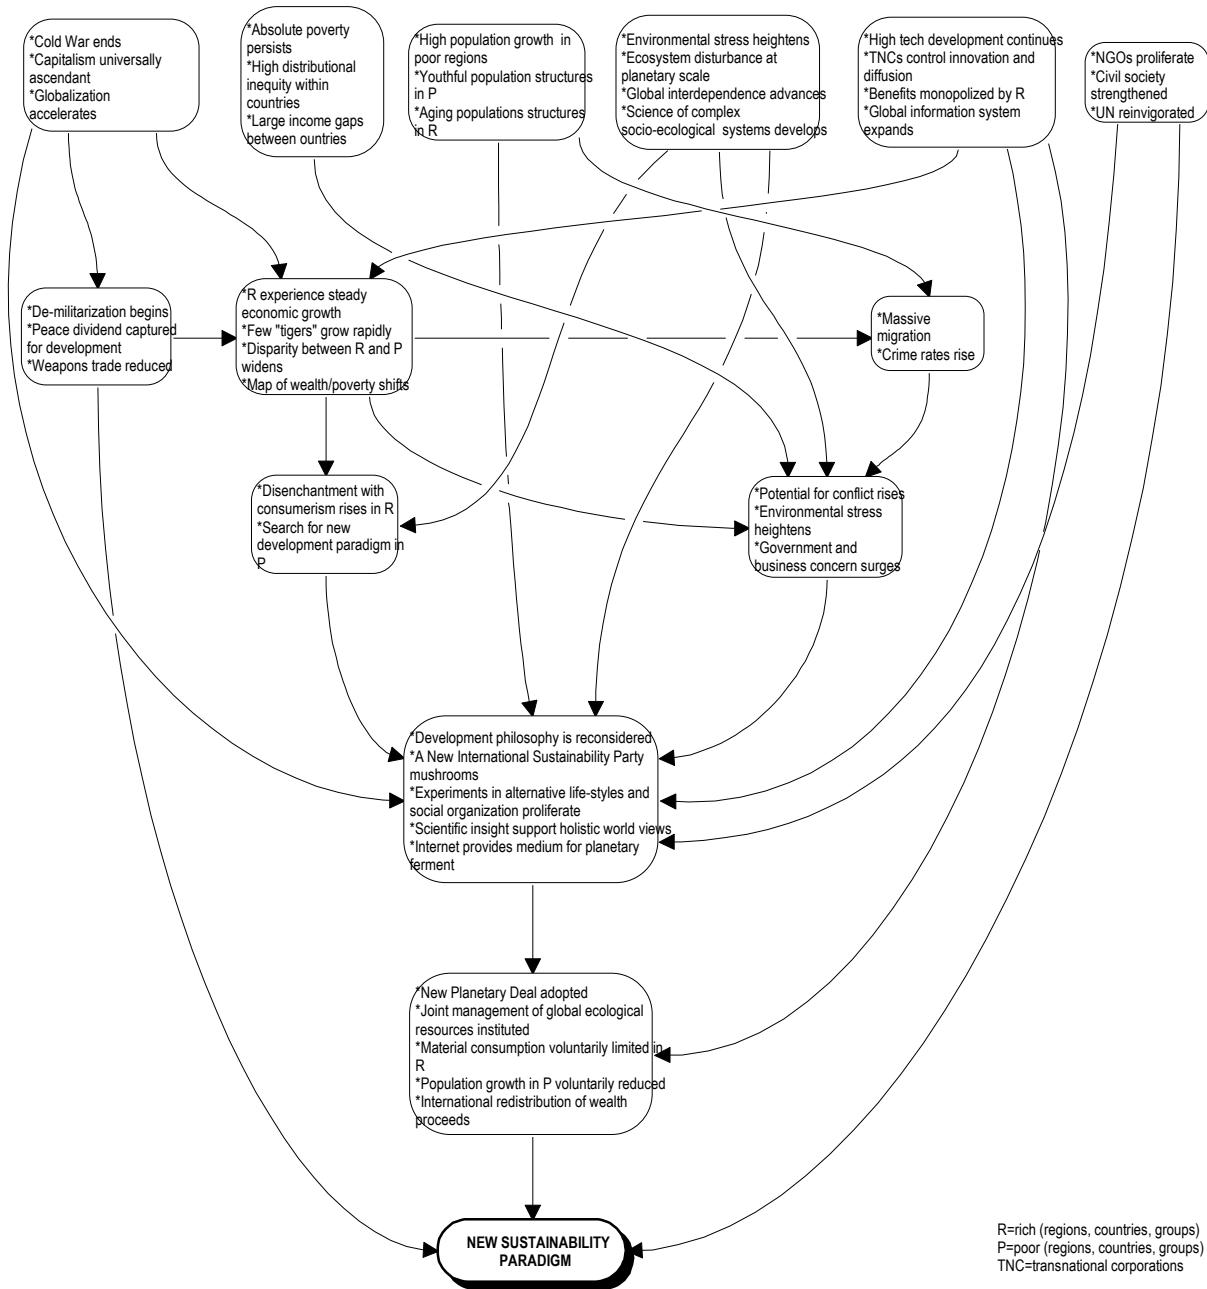 *Cold War ends
*Capitalism universally
ascendant
*Globalization
accelerates
*Absolute poverty
persists
*High distributional
inequity within
countries
*Large income gaps
between ountries
*High population growth in
poor regions
*Youthful population structures
in P
*Aging populations structures
in R
*Environmental stress heightens
*Ecosystem disturbance at
planetary scale
*Global interdependence advances
*Science of complex
socio-ecological systems develops
*High tech development continues
*TNCs control innovation and
diffusion
*Benefits monopolized by R
*Global information system
expands
*NGOs proliferate
*Civil society
strengthened
*UN reinvigorated
*De-militarization begins
*Peace dividend captured
for development
*Weapons trade reduced
*R experience steady
economic growth
*Few "tigers" grow rapidly
*Disparity between R and P
widens
*Map of wealth/poverty shifts
*Massive
migration
*Crime rates rise
*Disenchantment with
consumerism rises in R
*Search for new
development paradigm in
P
*Potential for conflict rises
*Environmental stress
heightens
*Government and
business concern surges
*Development philosophy is reconsidered
*A New International Sustainability Party
mushrooms
*Experiments in alternative life-styles and
social organization proliferate
*Scientific insight support holistic world views
*Internet provides medium for planetary
ferment
*New Planetary Deal adopted
*Joint management of global ecological
resources instituted
*Material consumption voluntarily limited in
R
*Population growth in P voluntarily reduced
*International redistribution of wealth
proceeds
NEW SUSTAINABILITY
PARADIGM
R=rich (regions, countries, groups)
P=poor (regions, countries, groups)
TNC=transnational corporations